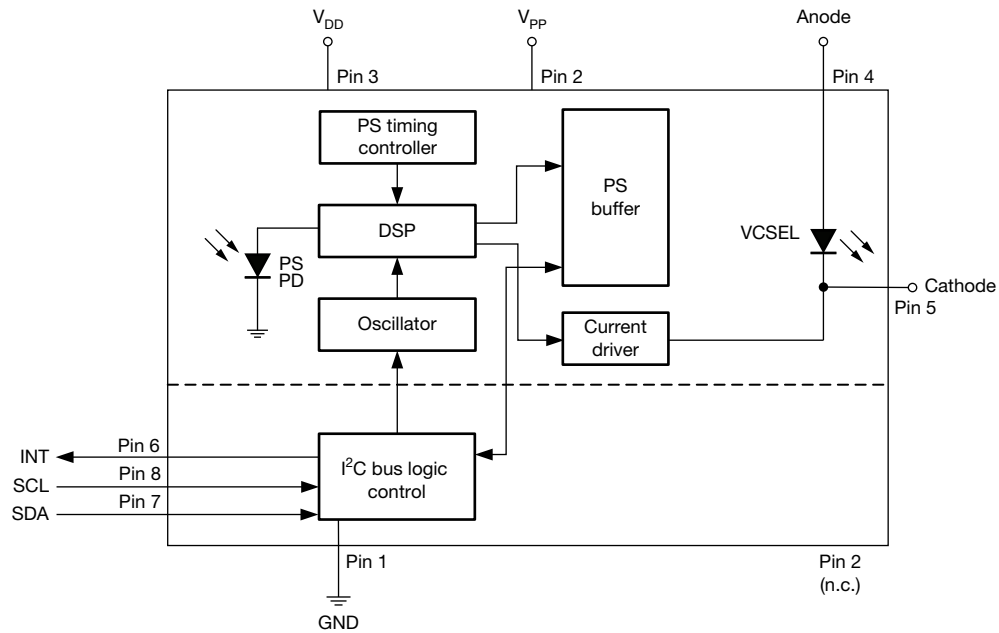 VDD
VPP
Anode
Pin 3
Pin 2
Pin 4
PS timing
controller
PS
buffer
DSP
VCSEL
PS
PD
Cathode
Pin 5
Oscillator
Current
driver
INT
Pin 6
SCL
Pin 8
SDA
Pin 7
I²C bus logic
control
Pin 1
GND
Pin 2
(n.c.)